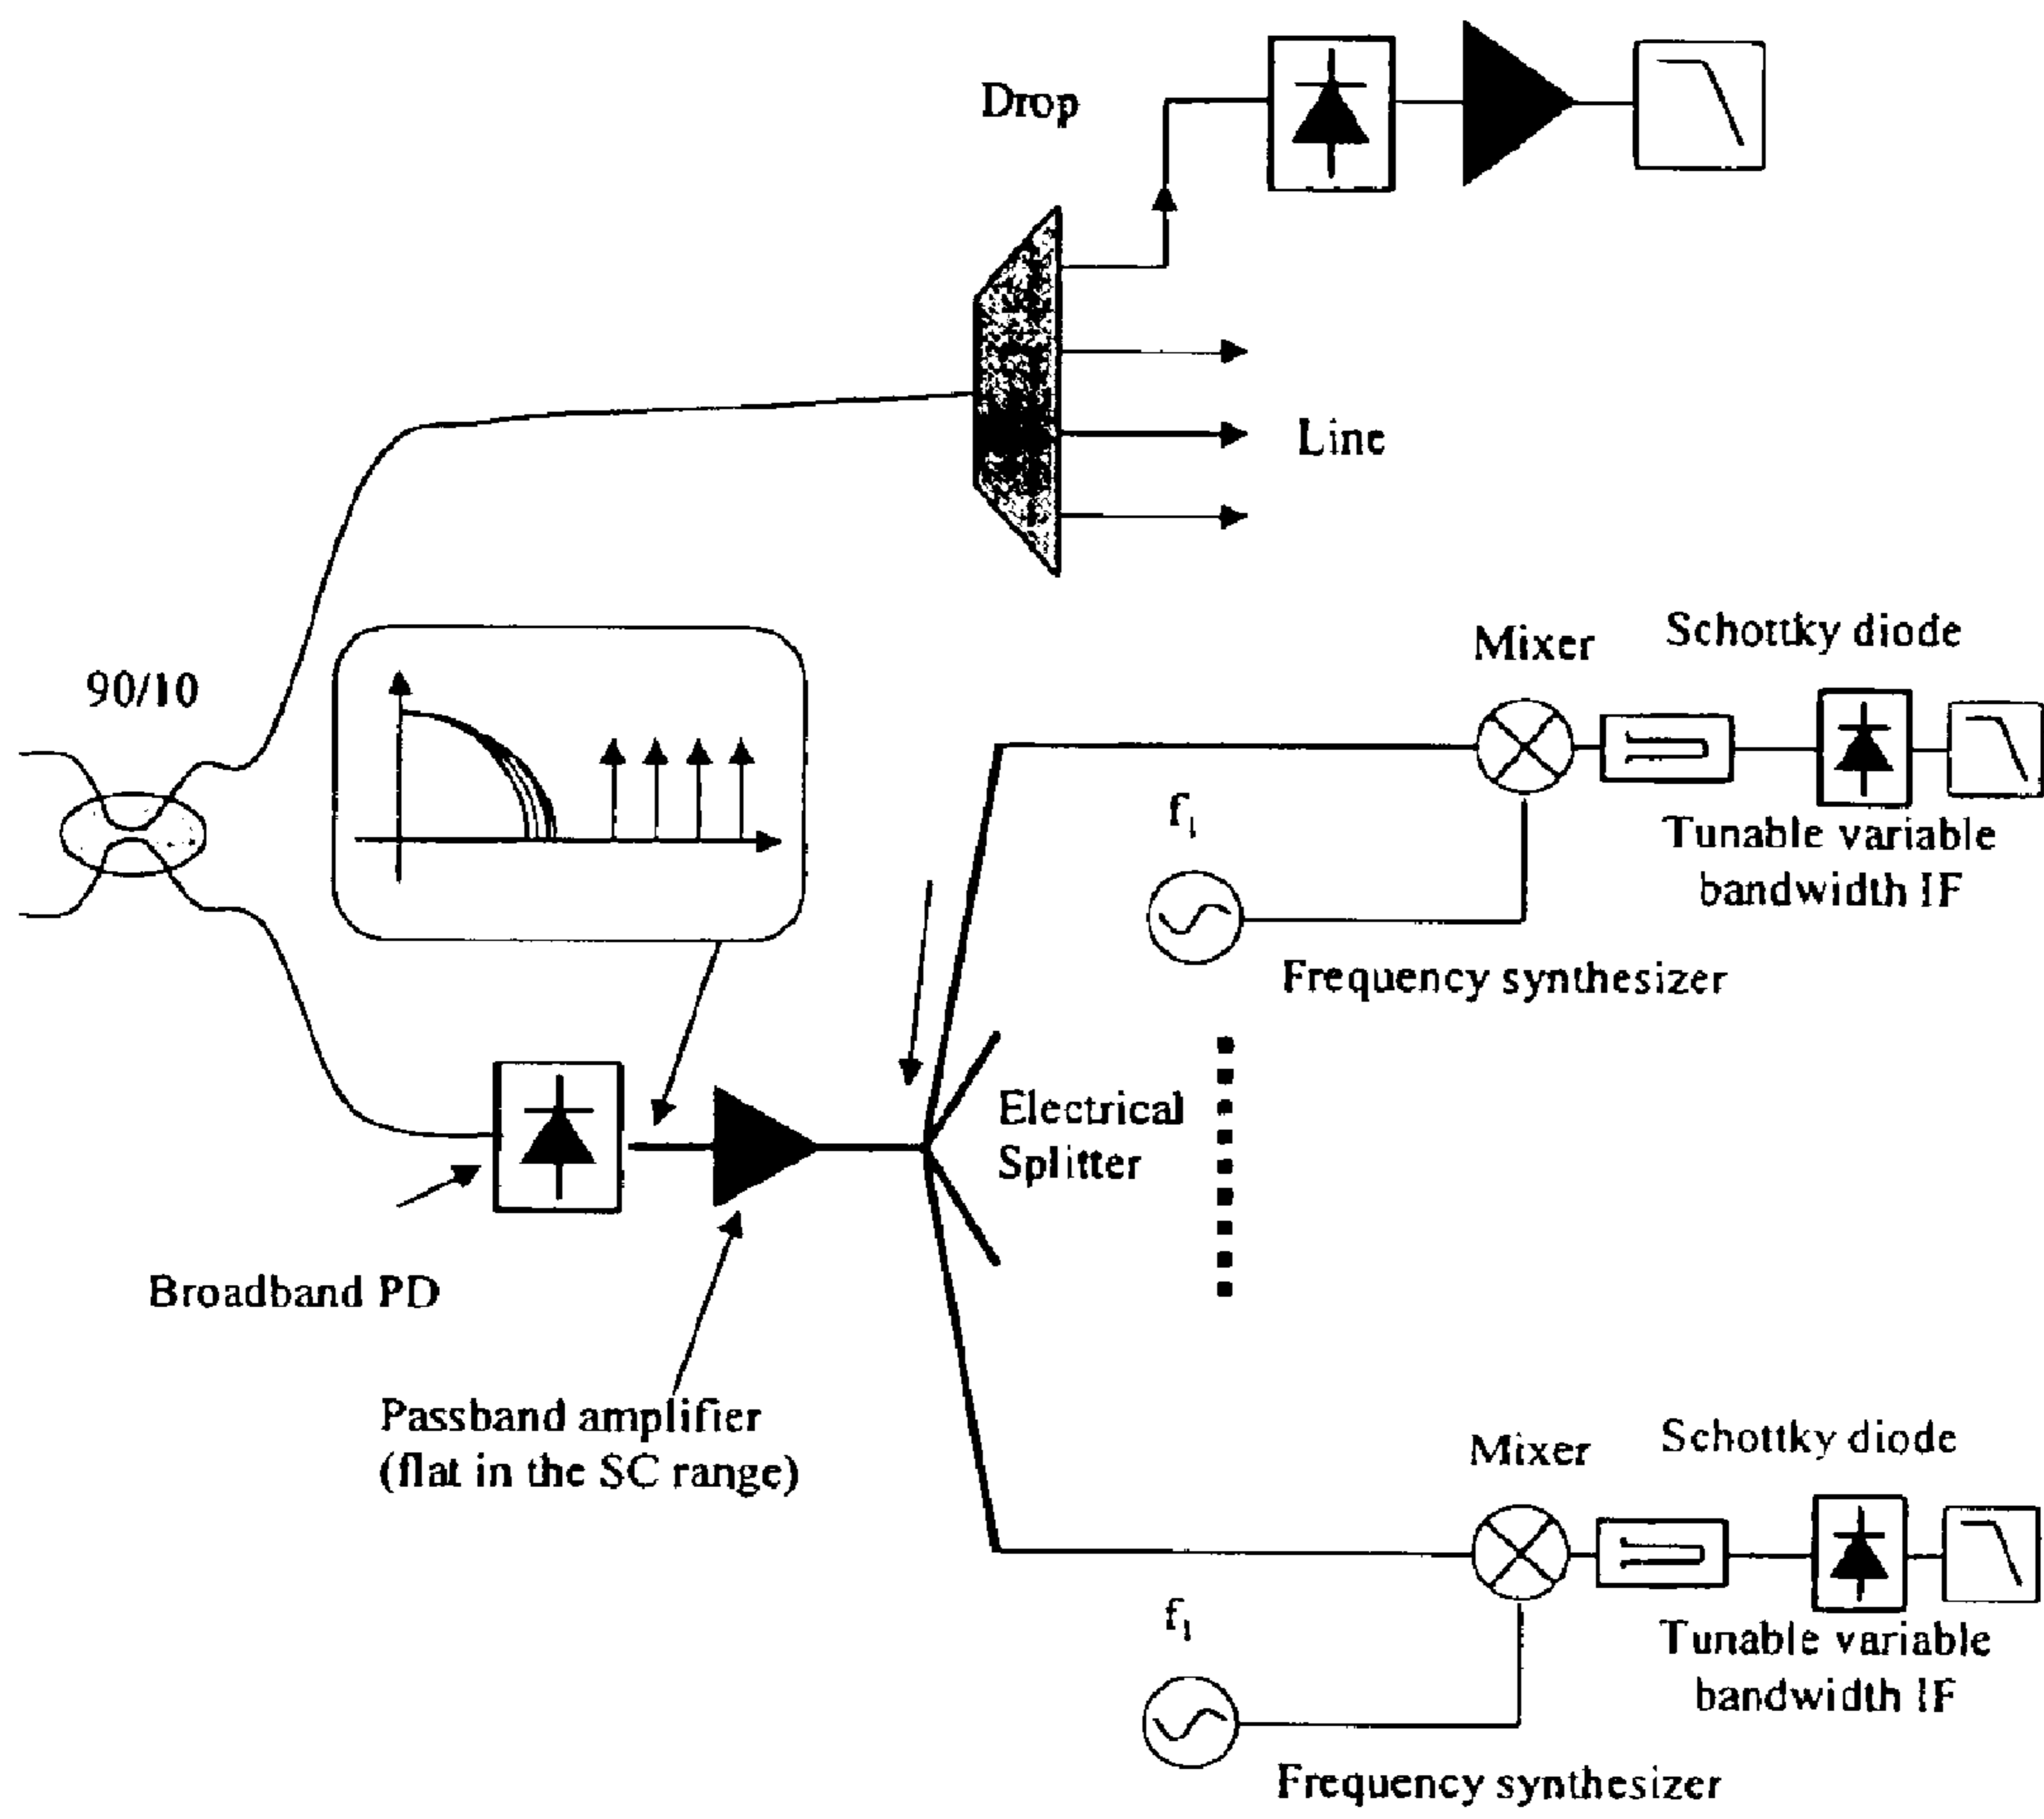 Drop
Line
90/10
Mixer
Schottky diode
f₁
Tunable variable
bandwidth IF
Frequency synthesizer
Electrical
Splitter
Broadband PD
Passband amplifier
(flat in the SC range)
Mixer
Schottky diode
f₁
Tunable variable
bandwidth IF
Frequency synthesizer